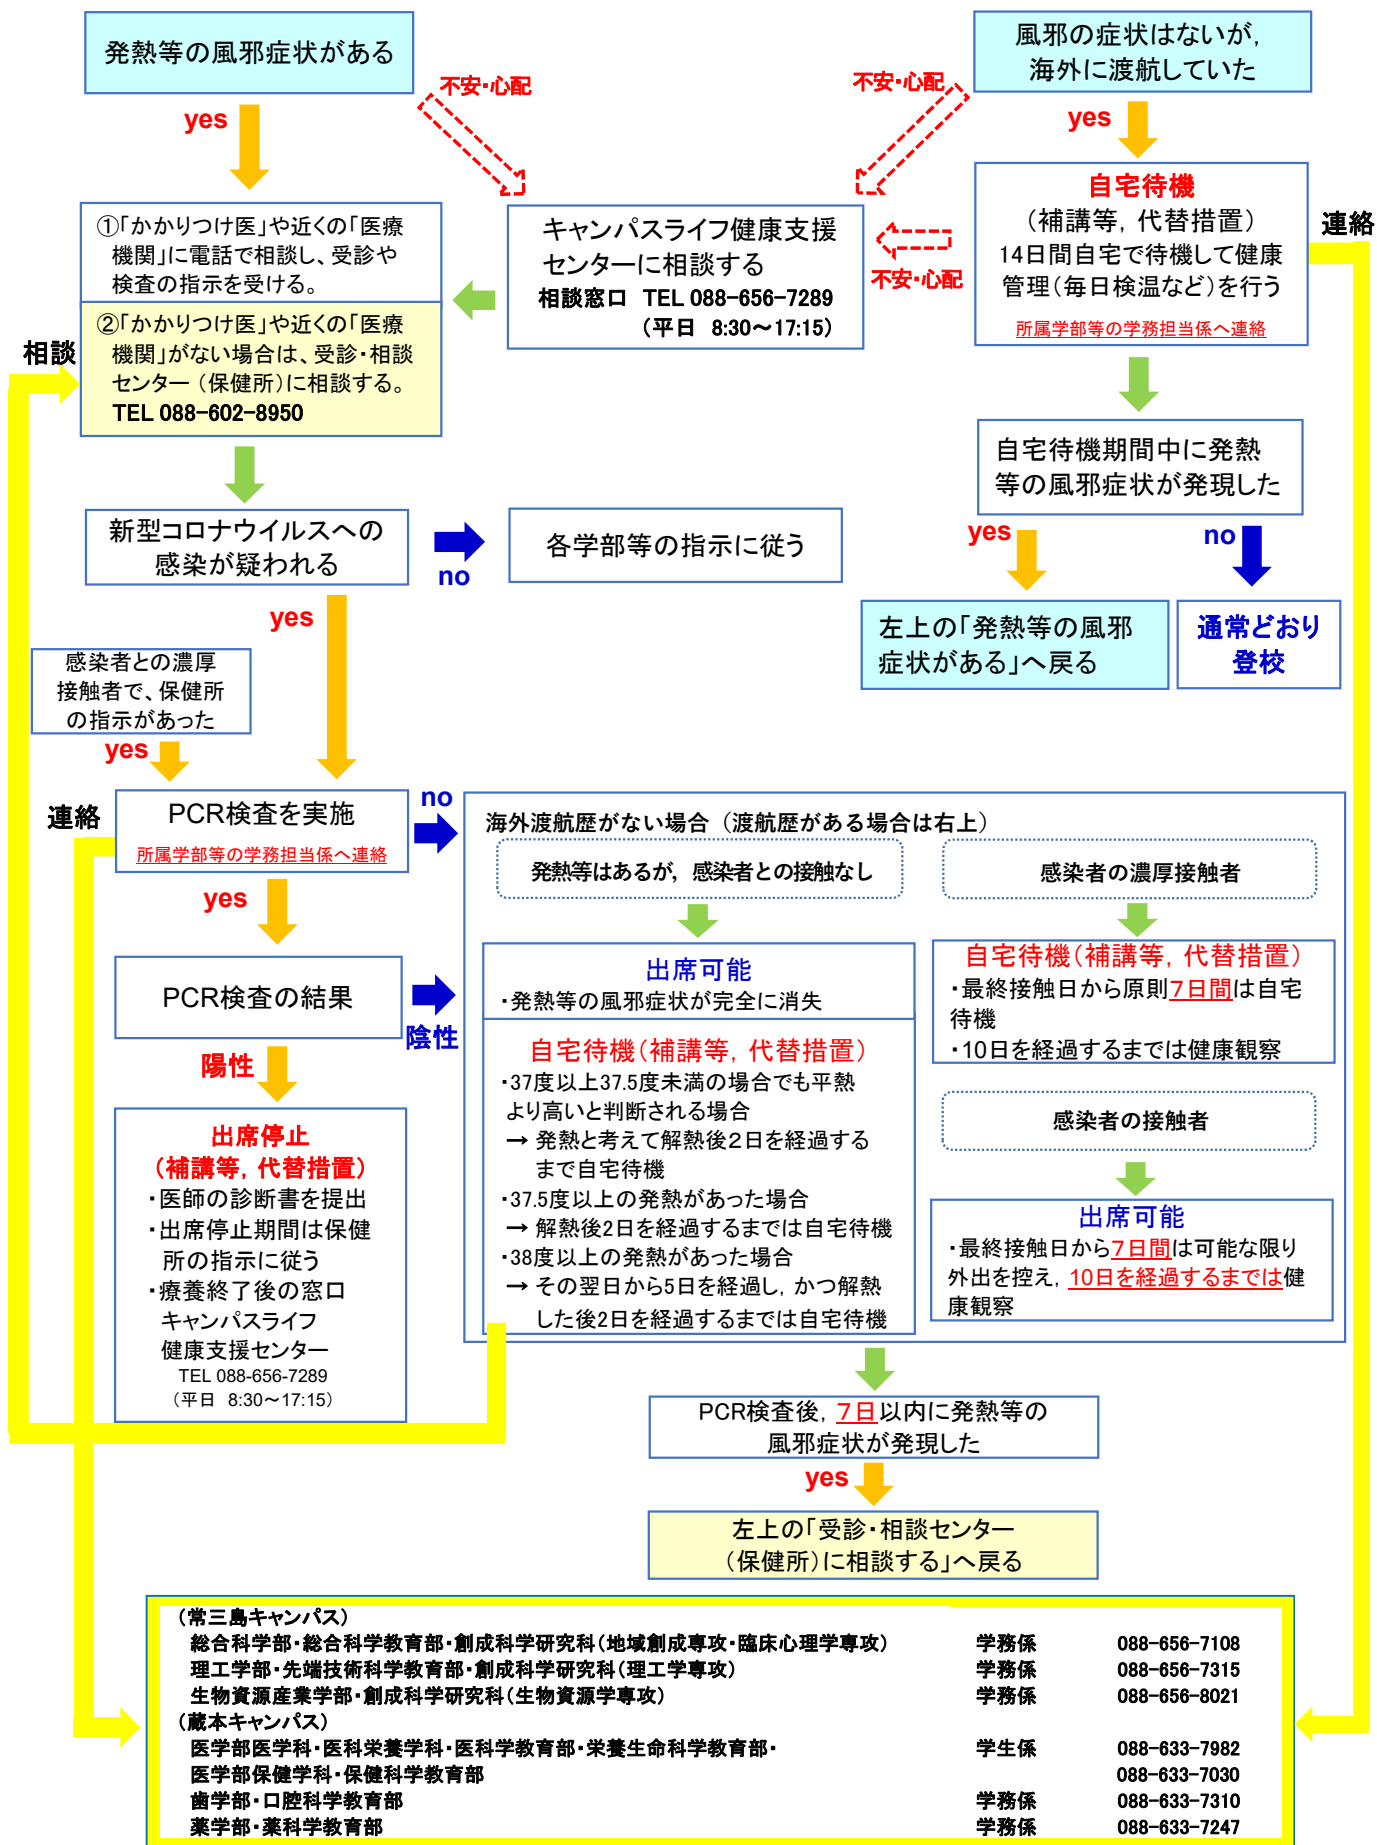 発熱等の風邪症状がある
風邪の症状はないが，
海外に渡航していた
不安・心配
不安・心配
yes
yes
自宅待機
（補講等，代替措置）
14日間自宅で待機して健康
管理（毎日検温など）を行う
所属学部等の学務担当係へ連絡
連絡
①「かかりつけ医」や近くの「医療
機関」に電話で相談し、受診や
検査の指示を受ける。
②「かかりつけ医」や近くの「医療
機関」がない場合は、受診・相談
センター（保健所）に相談する。
TEL 088-602-8950
相談
キャンパスライフ健康支援
センターに相談する
相談窓口 TEL 088-656-7289
（平日 8:30～17:15）
不安・心配
自宅待機期間中に発熱
等の風邪症状が発現した
新型コロナウイルスへの
感染が疑われる
no
各学部等の指示に従う
yes
no
左上の「発熱等の風邪
症状がある」へ戻る
通常どおり
登校
yes
感染者との濃厚
接触者で、保健所
の指示があった
yes
連絡
PCR検査を実施
所属学部等の学務担当係へ連絡
no
yes
PCR検査の結果
陰性
陽性
出席停止
（補講等，代替措置）
・医師の診断書を提出
・出席停止期間は保健
所の指示に従う
・療養終了後の窓口
キャンパスライフ
健康支援センター
TEL 088-656-7289
（平日 8:30～17:15）
海外渡航歴がない場合（渡航歴がある場合は右上）
発熱等はあるが，感染者との接触なし
出席可能
・発熱等の風邪症状が完全に消失
自宅待機（補講等，代替措置）
・37度以上37.5度未満の場合でも平熱
より高いと判断される場合
→ 発熱と考えて解熱後２日を経過する
まで自宅待機
・37.5度以上の発熱があった場合
→ 解熱後2日を経過するまでは自宅待機
・38度以上の発熱があった場合
→ その翌日から5日を経過し，かつ解熱
した後2日を経過するまでは自宅待機
感染者の濃厚接触者
自宅待機（補講等，代替措置）
・最終接触日から原則７日間は自宅
待機
・10日を経過するまでは健康観察
感染者の接触者
出席可能
・最終接触日から７日間は可能な限り
外出を控え，10日を経過するまでは健
康観察
PCR検査後，７日以内に発熱等の
風邪症状が発現した
yes
左上の「受診・相談センター
（保健所）に相談する」へ戻る
（常三島キャンパス）
総合科学部・総合科学教育部・創成科学研究科（地域創成専攻・臨床心理学専攻） 学務係 088-656-7108
理工学部・先端技術科学教育部・創成科学研究科（理工学専攻） 学務係 088-656-7315
生物資源産業学部・創成科学研究科（生物資源学専攻） 学務係 088-656-8021
（蔵本キャンパス）
医学部医学科・医科栄養学科・医科学教育部・栄養生命科学教育部・ 学生係 088-633-7982
医学部保健学科・保健科学教育部 088-633-7030
歯学部・口腔科学教育部 学務係 088-633-7310
薬学部・薬科学教育部 学務係 088-633-7247